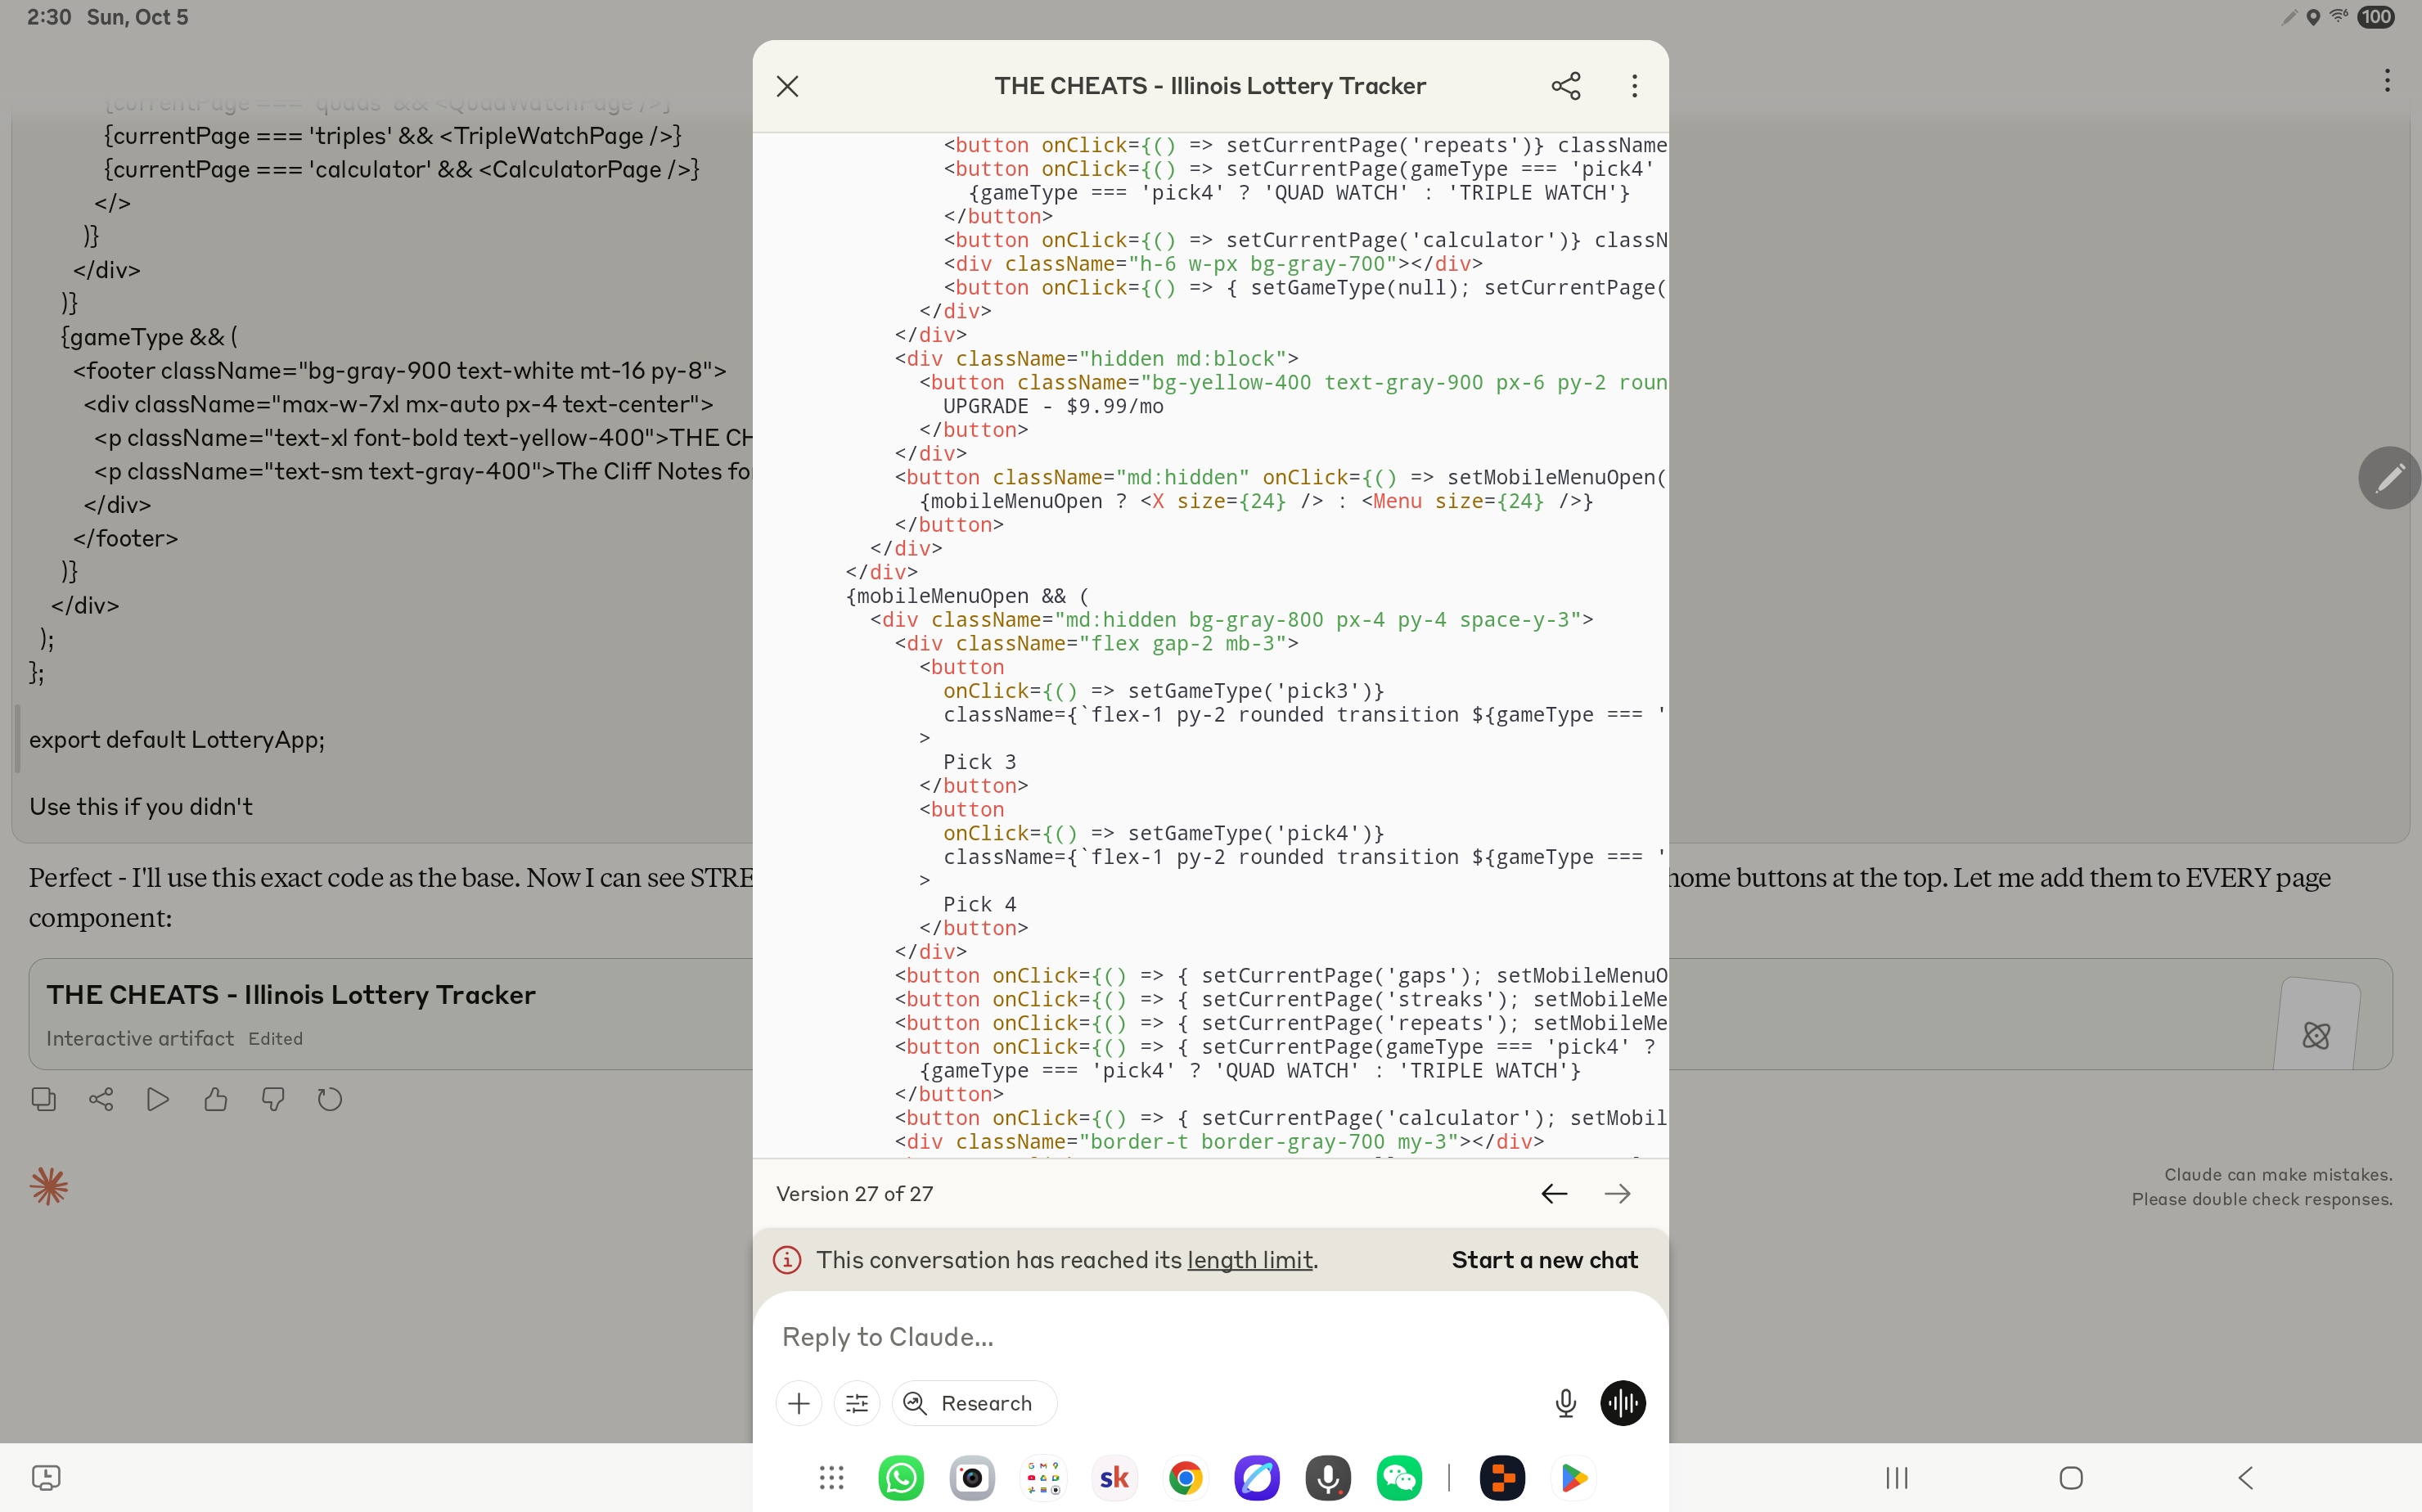 2:30 Sun, Oct 5
100
{currentPage === 'quads' && <QuadWatchPage />}
{currentPage === 'triples' && <TripleWatchPage />}
{currentPage === 'calculator' && <CalculatorPage />}
</>
)}
</div>
)}
{gameType && (
<footer className="bg-gray-900 text-white mt-16 py-8">
<div className="max-w-7xl mx-auto px-4 text-center">
<p className="text-xl font-bold text-yellow-400">THE CH
<p className="text-sm text-gray-400">The Cliff Notes fo
</div>
</footer>
)}
</div>
);
};
export default LotteryApp;
Use this if you didn't
Perfect - I'll use this exact code as the base. Now I can see STRE
home buttons at the top. Let me add them to EVERY page
component:
THE CHEATS - Illinois Lottery Tracker
Interactive artifact Edited
Claude can make mistakes.
Please double check responses.
THE CHEATS - Illinois Lottery Tracker
<button onClick={() => setCurrentPage('repeats')} className
<button onClick={() => setCurrentPage(gameType === 'pick4'
{gameType === 'pick4' ? 'QUAD WATCH' : 'TRIPLE WATCH'}
</button>
<button onClick={() => setCurrentPage('calculator')} classN
<div className="h-6 w-px bg-gray-700"></div>
<button onClick={() => { setGameType(null); setCurrentPage(
</div>
</div>
<div className="hidden md:block">
<button className="bg-yellow-400 text-gray-900 px-6 py-2 roun
UPGRADE - $9.99/mo
</button>
</div>
<button className="md:hidden" onClick={() => setMobileMenuOpen(
{mobileMenuOpen ? <X size={24} /> : <Menu size={24} />}
</button>
</div>
</div>
{mobileMenuOpen && (
<div className="md:hidden bg-gray-800 px-4 py-4 space-y-3">
<div className="flex gap-2 mb-3">
<button
onClick={() => setGameType('pick3')}
className={`flex-1 py-2 rounded transition ${gameType === '
>
Pick 3
</button>
<button
onClick={() => setGameType('pick4')}
className={`flex-1 py-2 rounded transition ${gameType === '
>
Pick 4
</button>
</div>
<button onClick={() => { setCurrentPage('gaps'); setMobileMenuO
<button onClick={() => { setCurrentPage('streaks'); setMobileMe
<button onClick={() => { setCurrentPage('repeats'); setMobileMe
<button onClick={() => { setCurrentPage(gameType === 'pick4' ?
{gameType === 'pick4' ? 'QUAD WATCH' : 'TRIPLE WATCH'}
</button>
<button onClick={() => { setCurrentPage('calculator'); setMobil
<div className="border-t border-gray-700 my-3"></div>
Version 27 of 27
This conversation has reached its length limit.
Start a new chat
Reply to Claude...
Research
sk